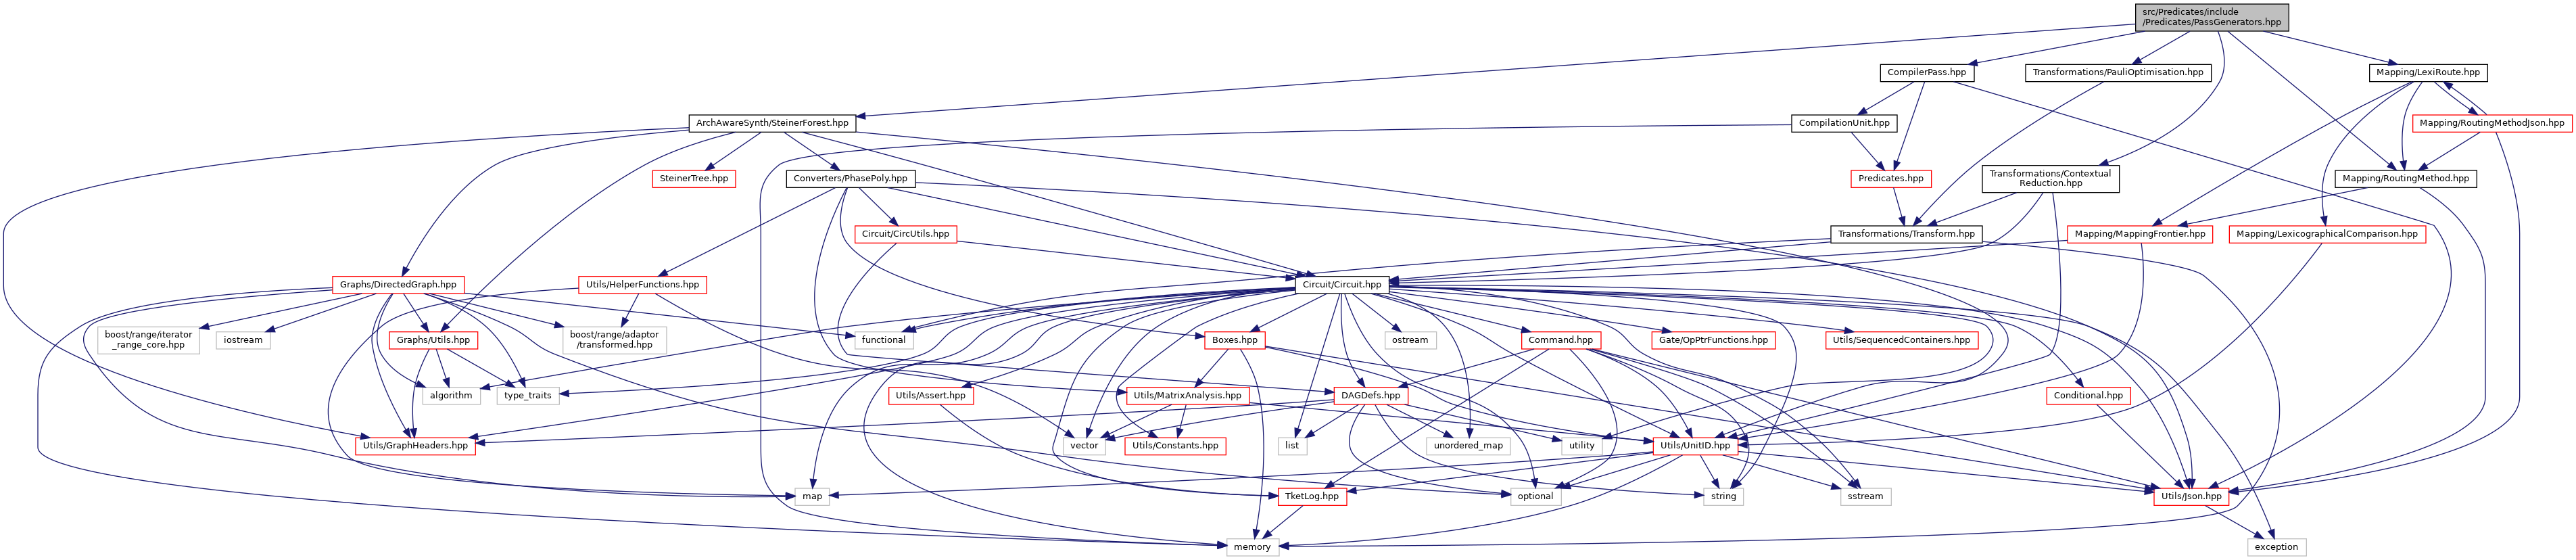 src/Predicates/include
/Predicates/PassGenerators.hpp
CompilerPass.hpp
Transformations/PauliOptimisation.hpp
Mapping/LexiRoute.hpp
ArchAwareSynth/SteinerForest.hpp
CompilationUnit.hpp
Mapping/RoutingMethodJson.hpp
SteinerTree.hpp
Converters/PhasePoly.hpp
Predicates.hpp
Transformations/Contextual
Reduction.hpp
Mapping/RoutingMethod.hpp
Circuit/CircUtils.hpp
Transformations/Transform.hpp
Mapping/MappingFrontier.hpp
Mapping/LexicographicalComparison.hpp
Graphs/DirectedGraph.hpp
Utils/HelperFunctions.hpp
Circuit/Circuit.hpp
boost/range/iterator
_range_core.hpp
iostream
Graphs/Utils.hpp
boost/range/adaptor
/transformed.hpp
functional
Boxes.hpp
ostream
Command.hpp
Gate/OpPtrFunctions.hpp
Utils/SequencedContainers.hpp
algorithm
type_traits
Utils/Assert.hpp
Utils/MatrixAnalysis.hpp
DAGDefs.hpp
Conditional.hpp
Utils/GraphHeaders.hpp
vector
Utils/Constants.hpp
list
unordered_map
utility
Utils/UnitID.hpp
map
TketLog.hpp
optional
string
sstream
Utils/Json.hpp
memory
exception